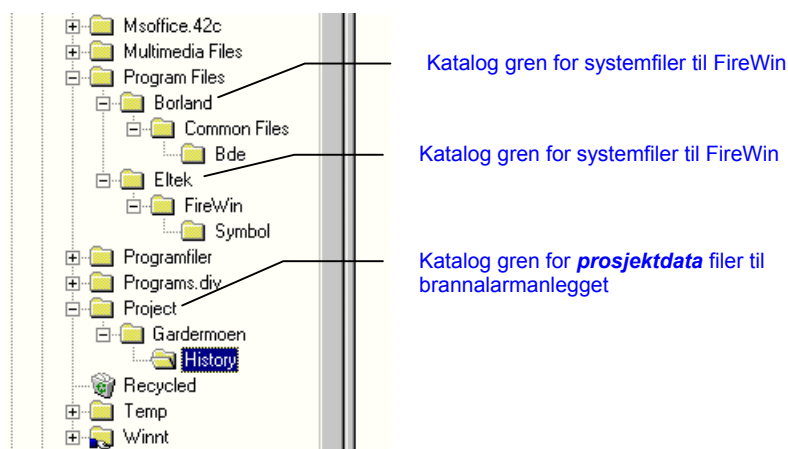 Msoffice.42c
Multimedia Files
Program Files
Borland
Common Files
Bde
Eltek
FireWin
Symbol
Programfiler
Programs.div
Project
Gardermoen
History
Recycled
Temp
Winnt
Katalog gren for systemfiler til FireWin
Katalog gren for systemfiler til FireWin
Katalog gren for prosjektdata filer til
brannalarmanlegget